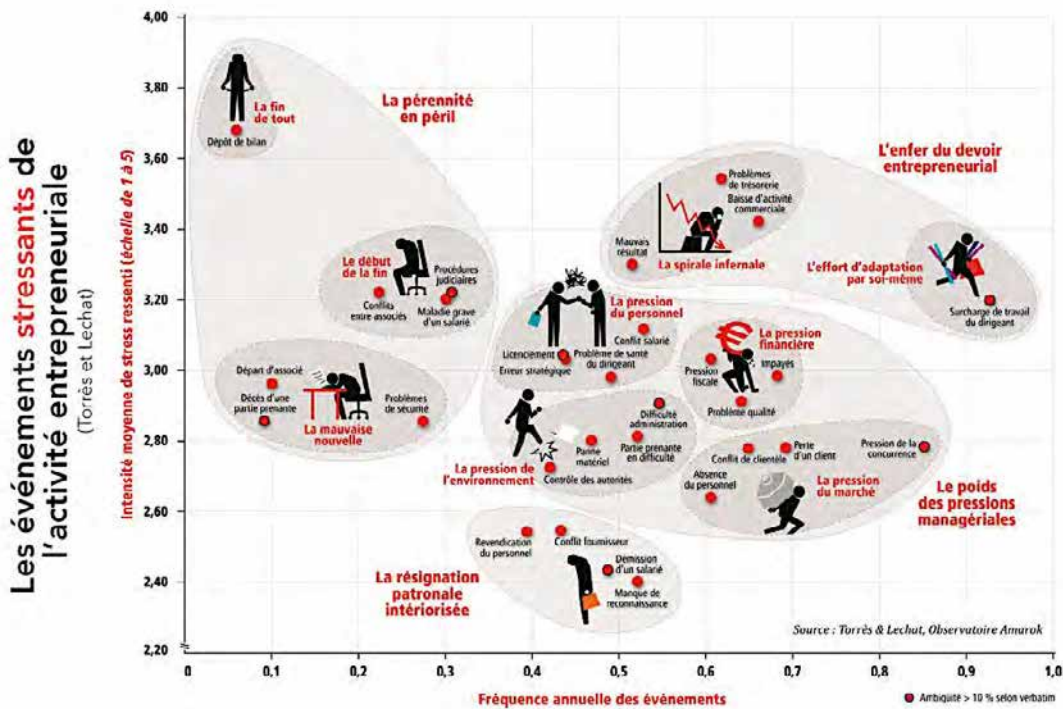 Les événements stressants de
l'activité entrepreneuriale
(Torrès et Lechat)
Intensité moyenne de stress ressenti (échelle de 1 à 5)
4,00
3,80
3,60
3,40
3,20
3,00
2,80
2,60
2,40
2,20
La fin
de tout
Dépôt de bilan
La pérennité
en péril
Le début
de la fin
Procédures
judiciaires
Conflits
entre associés
Maladie grave
d'un salarié
Départ d'associé
Décès d'une
partie prenante
Problèmes
de sécurité
La mauvaise
nouvelle
L'enfer du devoir
entrepreneurial
Problèmes
de trésorerie
Baisse d'activité
commerciale
Mauvais
résultat
La spirale infernale
L'effort d'adaptation
par soi-même
Surcharge de travail
du dirigeant
La pression
du personnel
Conflit salarié
Licenciement
Problème de santé
du dirigeant
Erreur stratégique
La pression
financière
Pression
fiscale
Impayés
Problème qualité
Difficulté
administration
Panne
matériel
Partie prenante
en difficulté
La pression de
l'environnement
Contrôle des autorités
Conflit de clientèle
Perte
d'un client
Pression de la
concurrence
Absence
du personnel
La pression
du marché
Le poids
des pressions
managériales
Revendication
du personnel
Conflit fournisseur
Démission
d'un salarié
Manque de
reconnaissance
La résignation
patronale
intériorisée
Source : Torrès & Lechat, Observatoire Amarok
0 0,1 0,2 0,3 0,4 0,5 0,6 0,7 0,8 0,9 1,0
Fréquence annuelle des événements
Ambiguïté > 10 % selon verbatim